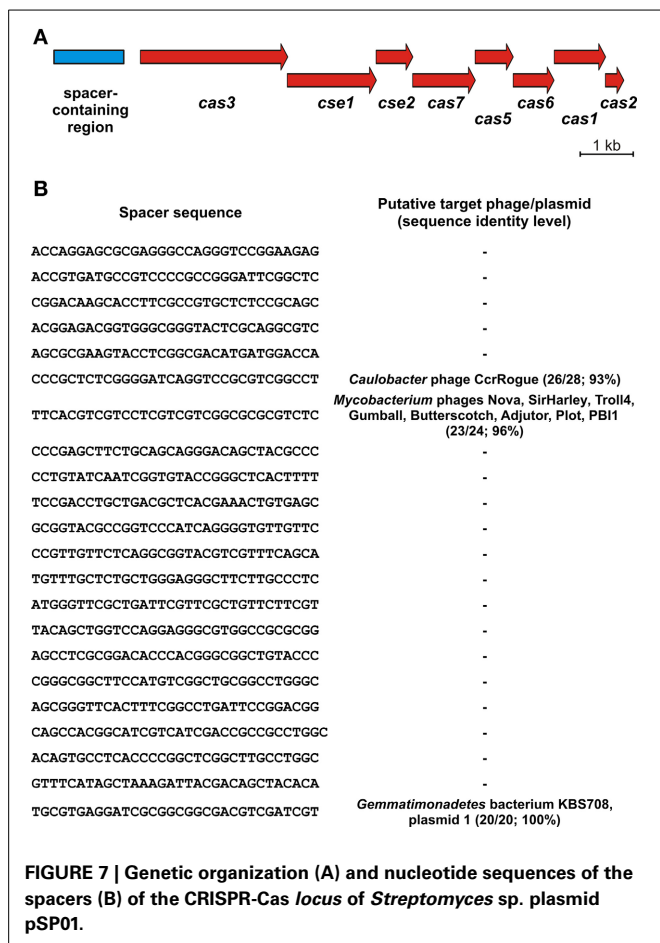 A
spacer-
containing
region
cas3
cse1
cse2
cas7
cas5
cas6
cas1
cas2
1 kb
B
Spacer sequence
Putative target phage/plasmid
(sequence identity level)
ACCAGGAGCGCGAGGGCCAGGGTCCGGAAGAG -
ACCGTGATGCCGTCCCCGCCGGGATTCGGCTC -
CGGACAAGCACCTTCGCCGTGCTCTCCGCAGC -
ACGGAGACGGTGGGCGGGTACTCGCAGGCGTC -
AGCGCGAAGTACCTCGGCGACATGATGGACCA -
CCCGCTCTCGGGGATCAGGTCCGCGTCGGCCT Caulobacter phage CcrRogue (26/28; 93%)
Mycobacterium phages Nova, SirHarley, Troll4,
TTCACGTCGTCCTCGTCGTCGGCGCGCGTCTC Gumball, Butterscotch, Adjutor, Plot, PBI1
(23/24; 96%)
CCCGAGCTTCTGCAGCAGGGACAGCTACGCCC -
CCTGTATCAATCGGTGTACCGGGCTCACTTTT -
TCCGACCTGCTGACGCTCACGAAACTGTGAGC -
GCGGTACGCCGGTCCCATCAGGGGTGTTGTTC -
CCGTTGTTCTCAGGCGGTACGTCGTTTCAGCA -
TGTTTGCTCTGCTGGGAGGGCTTCTTGCCCTC -
ATGGGTTCGCTGATTCGTTCGCTGTTCTTCGT -
TACAGCTGGTCCAGGAGGGCGTGGCCGCGCGG -
AGCCTCGCGGACACCCACGGGCGGCTGTACCC -
CGGGCGGCTTCCATGTCGGCTGCGGCCTGGGC -
AGCGGGTTCACTTTCGGCCTGATTCCGGACGG -
CAGCCACGGCATCGTCATCGACCGCCGCCTGGC -
ACAGTGCCTCACCCCGGCTCGGCTTGCCTGGC -
GTTTCATAGCTAAAGATTACGACAGCTACACA -
TGCGTGAGGATCGCGGCGGCGACGTCGATCGT Gemmatimonadetes bacterium KBS708,
plasmid 1 (20/20; 100%)
FIGURE 7 | Genetic organization (A) and nucleotide sequences of the
spacers (B) of the CRISPR-Cas locus of Streptomyces sp. plasmid
pSP01.